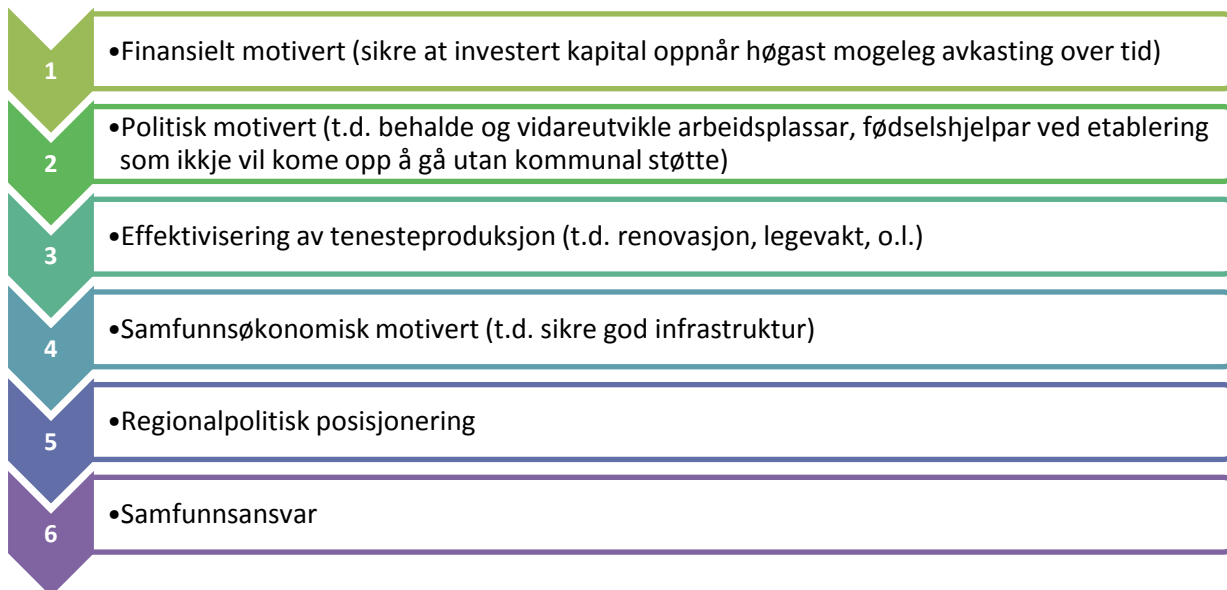 1
•Finansielt motivert (sikre at investert kapital oppnår høgast mogeleg avkasting over tid)
2
•Politisk motivert (t.d. behalde og vidareutvikle arbeidsplassar, fødselshjelpar ved etablering
som ikkje vil kome opp å gå utan kommunal støtte)
3
•Effektivisering av tenesteproduksjon (t.d. renovasjon, legevakt, o.l.)
4
•Samfunnsøkonomisk motivert (t.d. sikre god infrastruktur)
5
•Regionalpolitisk posisjonering
6
•Samfunnsansvar